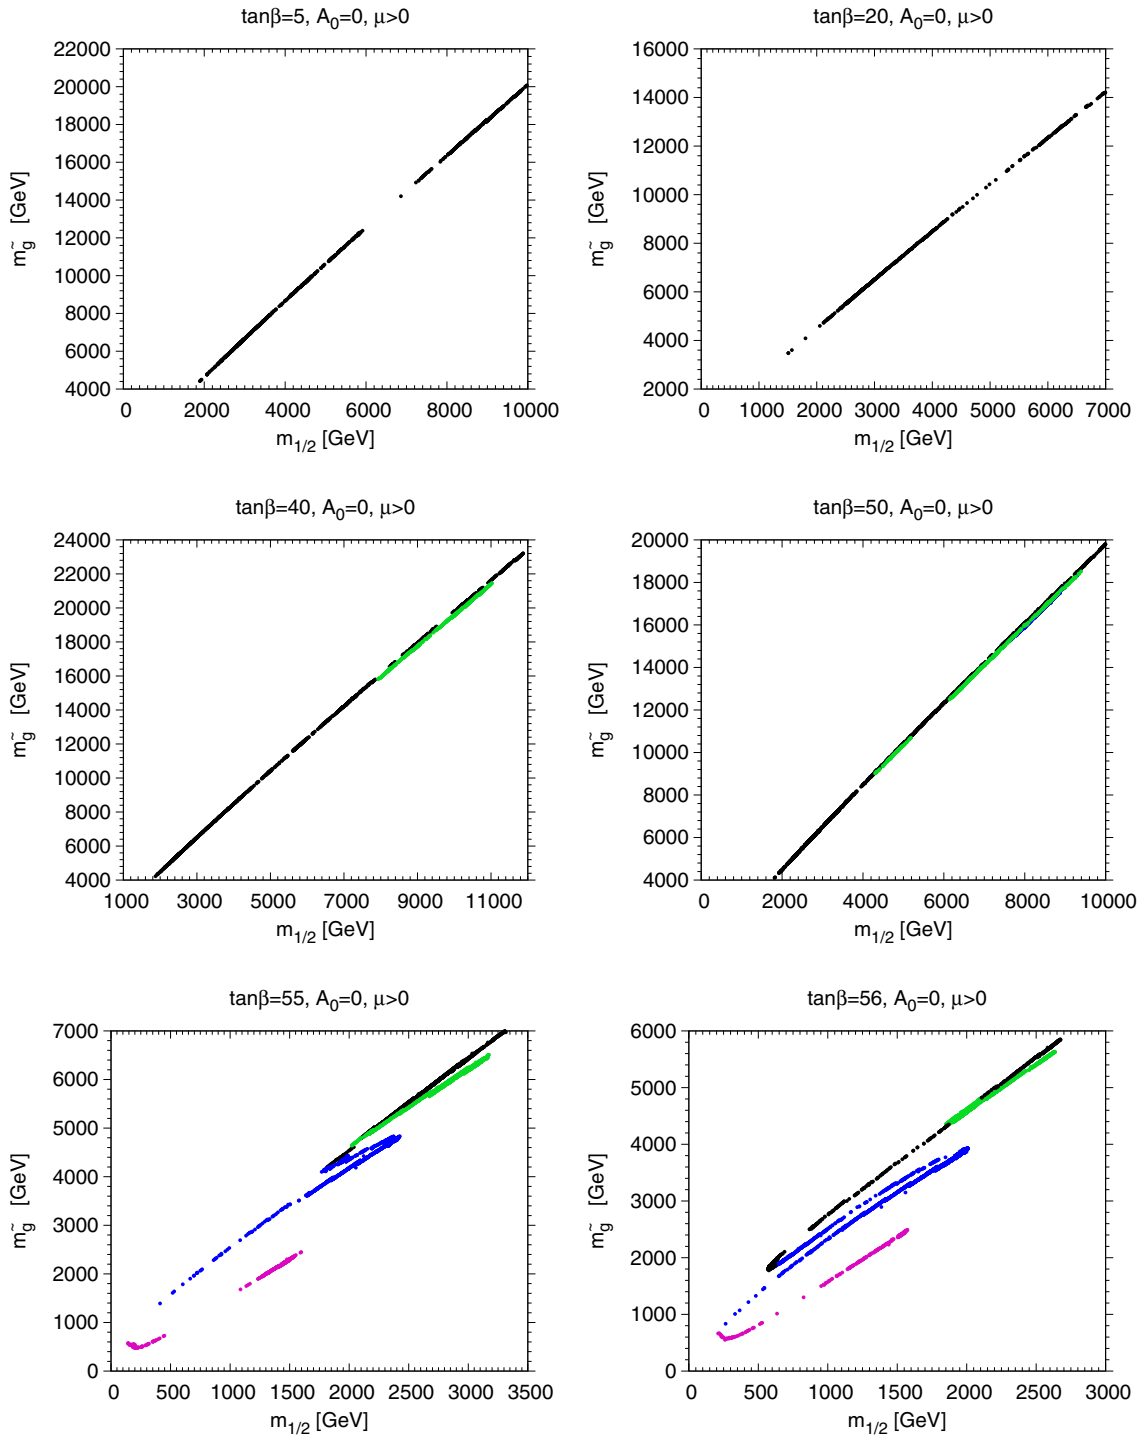 tanβ=5, A₀=0, μ>0
22000
20000
18000
16000
14000
12000
10000
8000
6000
4000
0 2000 4000 6000 8000 10000
m_g̃ [GeV]
m₁/₂ [GeV]
tanβ=20, A₀=0, μ>0
16000
14000
12000
10000
8000
6000
4000
2000
0 1000 2000 3000 4000 5000 6000 7000
m_g̃ [GeV]
m₁/₂ [GeV]
tanβ=40, A₀=0, μ>0
24000
22000
20000
18000
16000
14000
12000
10000
8000
6000
4000
1000 3000 5000 7000 9000 11000
m_g̃ [GeV]
m₁/₂ [GeV]
tanβ=50, A₀=0, μ>0
20000
18000
16000
14000
12000
10000
8000
6000
4000
0 2000 4000 6000 8000 10000
m_g̃ [GeV]
m₁/₂ [GeV]
tanβ=55, A₀=0, μ>0
7000
6000
5000
4000
3000
2000
1000
0
0 500 1000 1500 2000 2500 3000 3500
m_g̃ [GeV]
m₁/₂ [GeV]
tanβ=56, A₀=0, μ>0
6000
5000
4000
3000
2000
1000
0
0 500 1000 1500 2000 2500 3000
m_g̃ [GeV]
m₁/₂ [GeV]